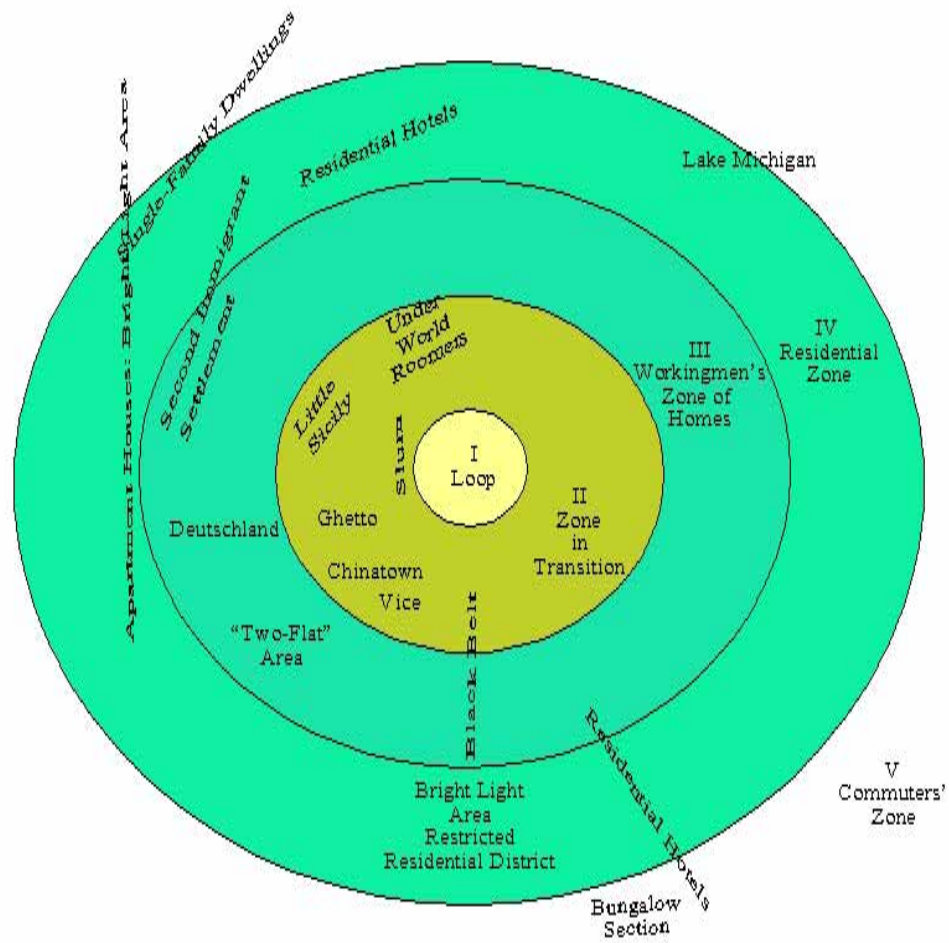 Single-Family Dwellings
Apartment Houses: Bright Light Area
Residential Hotels
Lake Michigan
Second Immigrant
Settlement
Under
World
Roomers
IV
Residential
Zone
III
Workingmen's
Zone of
Homes
Little
Sicily
Slum
I
Loop
II
Zone
in
Transition
Ghetto
Deutschland
Chinatown
Vice
Black Belt
“Two-Flat”
Area
Residential Hotels
V
Commuters'
Zone
Bright Light
Area
Restricted
Residential District
Bungalow
Section